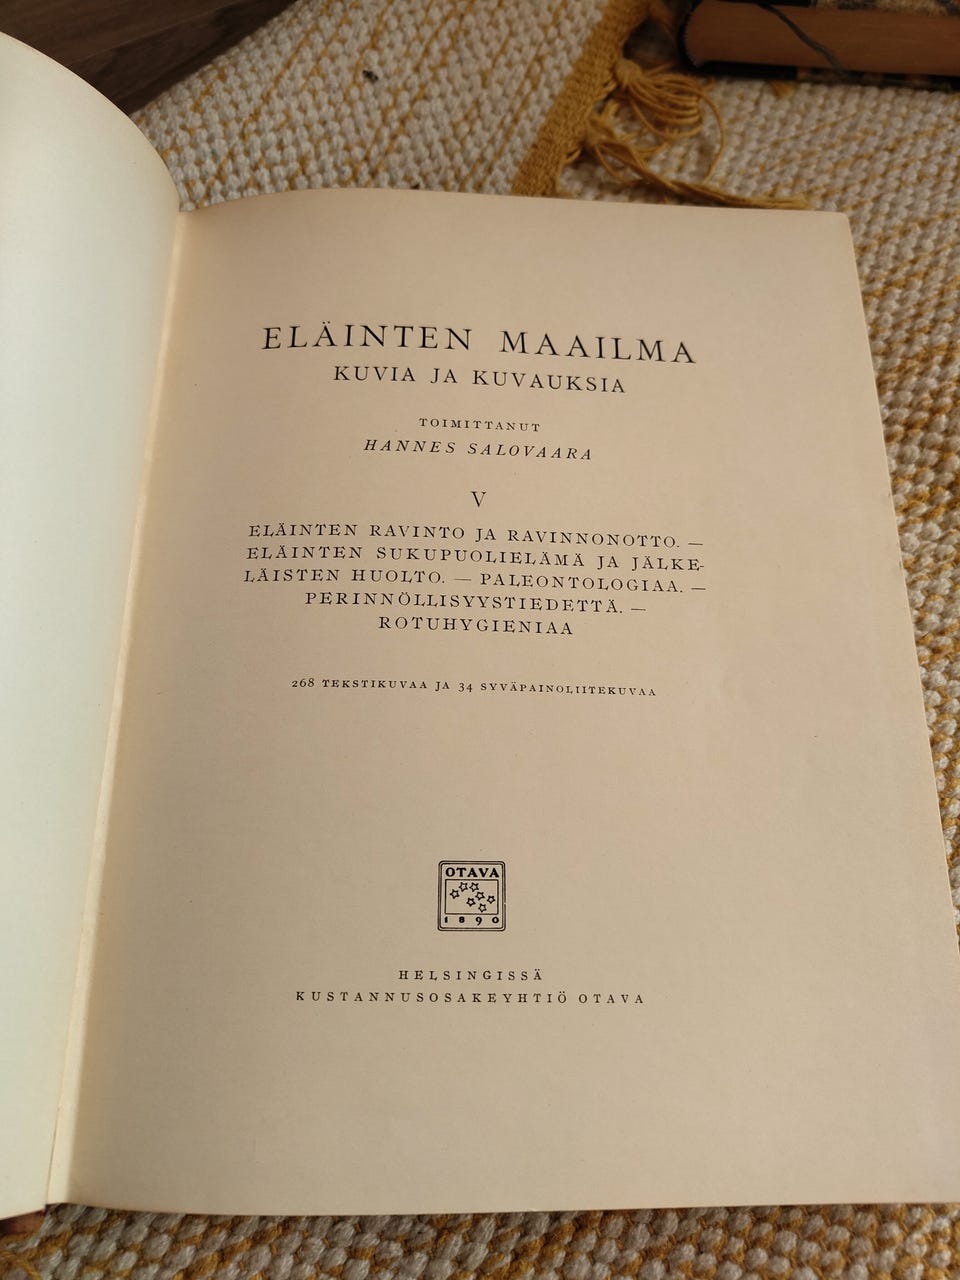 ELÄINTEN MAAILMA
KUVIA JA KUVAUKSIA
TOIMITTANUT
HANNES SALOVAARA
V
ELÄINTEN RAVINTO JA RAVINNONOTTO. —
ELÄINTEN SUKUPUOLIELÄMÄ JA JÄLKE-
LÄISTEN HUOLTO. — PALEONTOLOGIAA. —
PERINNÖLLISYYSTIEDETTÄ. —
ROTUHYGIENIAA
268 TEKSTIKUVAA JA 34 SYVÄPAINOLIITEKUVAA
OTAVA
1890
HELSINGISSÄ
KUSTANNUSOSAKEYHTIÖ OTAVA